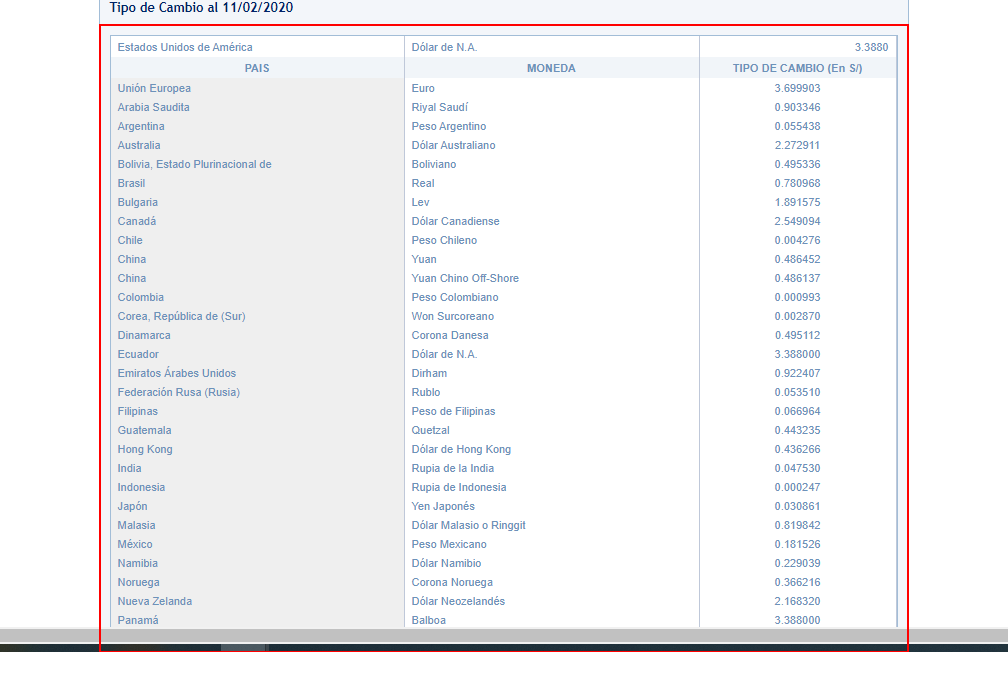 Tipo de Cambio al 11/02/2020
Estados Unidos de América Dólar de N.A. 3.3880
PAIS MONEDA TIPO DE CAMBIO (En S/)
Unión Europea Euro 3.699903
Arabia Saudita Riyal Saudí 0.903346
Argentina Peso Argentino 0.055438
Australia Dólar Australiano 2.272911
Bolivia, Estado Plurinacional de Boliviano 0.495336
Brasil Real 0.780968
Bulgaria Lev 1.891575
Canadá Dólar Canadiense 2.549094
Chile Peso Chileno 0.004276
China Yuan 0.486452
China Yuan Chino Off-Shore 0.486137
Colombia Peso Colombiano 0.000993
Corea, República de (Sur) Won Surcoreano 0.002870
Dinamarca Corona Danesa 0.495112
Ecuador Dólar de N.A. 3.388000
Emiratos Árabes Unidos Dirham 0.922407
Federación Rusa (Rusia) Rublo 0.053510
Filipinas Peso de Filipinas 0.066964
Guatemala Quetzal 0.443235
Hong Kong Dólar de Hong Kong 0.436266
India Rupia de la India 0.047530
Indonesia Rupia de Indonesia 0.000247
Japón Yen Japonés 0.030861
Malasia Dólar Malasio o Ringgit 0.819842
México Peso Mexicano 0.181526
Namibia Dólar Namibio 0.229039
Noruega Corona Noruega 0.366216
Nueva Zelanda Dólar Neozelandés 2.168320
Panamá Balboa 3.388000